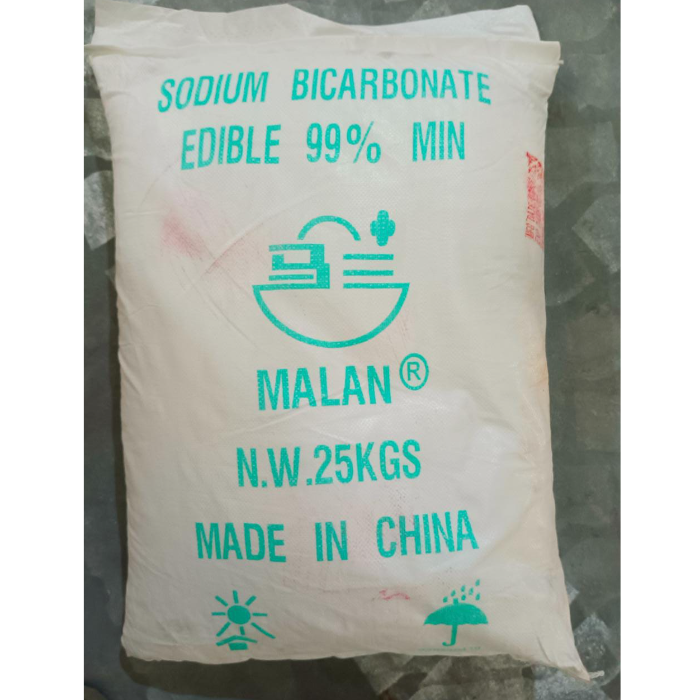 SODIUM BICARBONATE
EDIBLE 99% MIN
MALAN®
N.W.25KGS
MADE IN CHINA